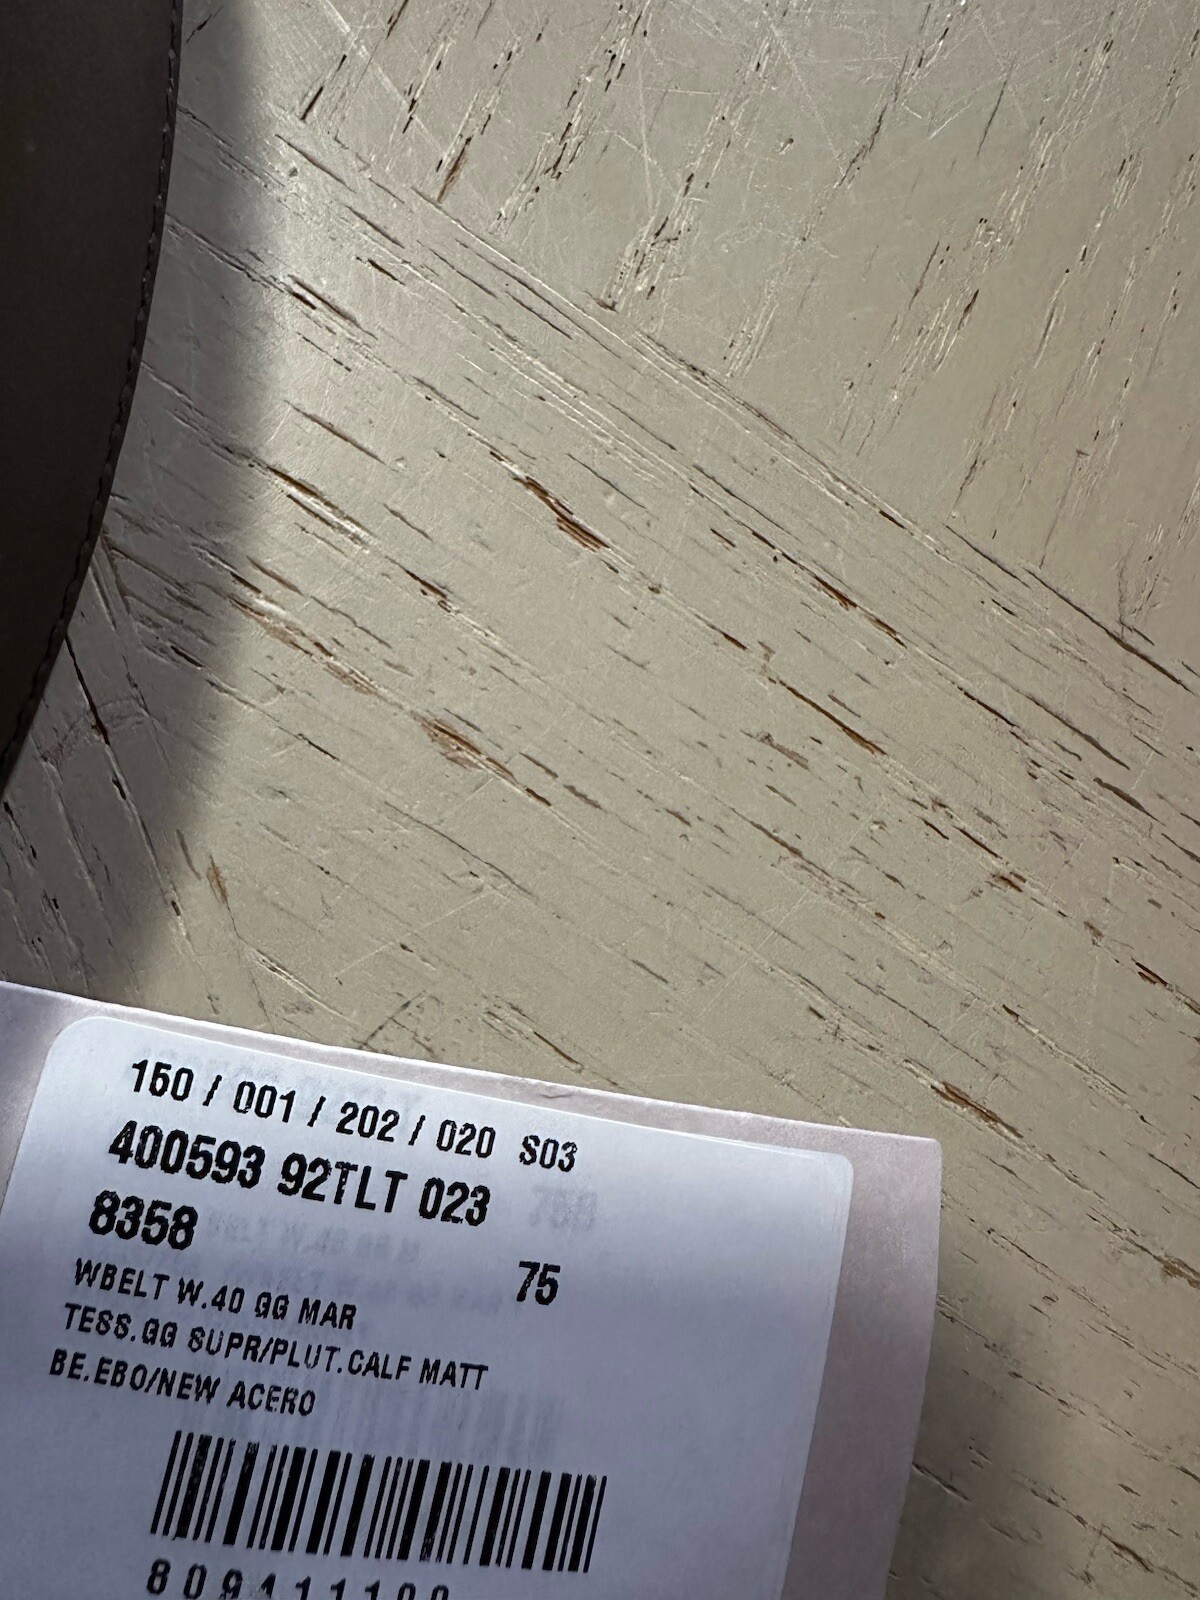 150 / 001 / 202 / 020 S03
400593 92TLT 023
8358
75
WBELT W.40 GG MAR
TESS.GG SUPR/PLUT.CALF MATT
BE.EBO/NEW ACERO